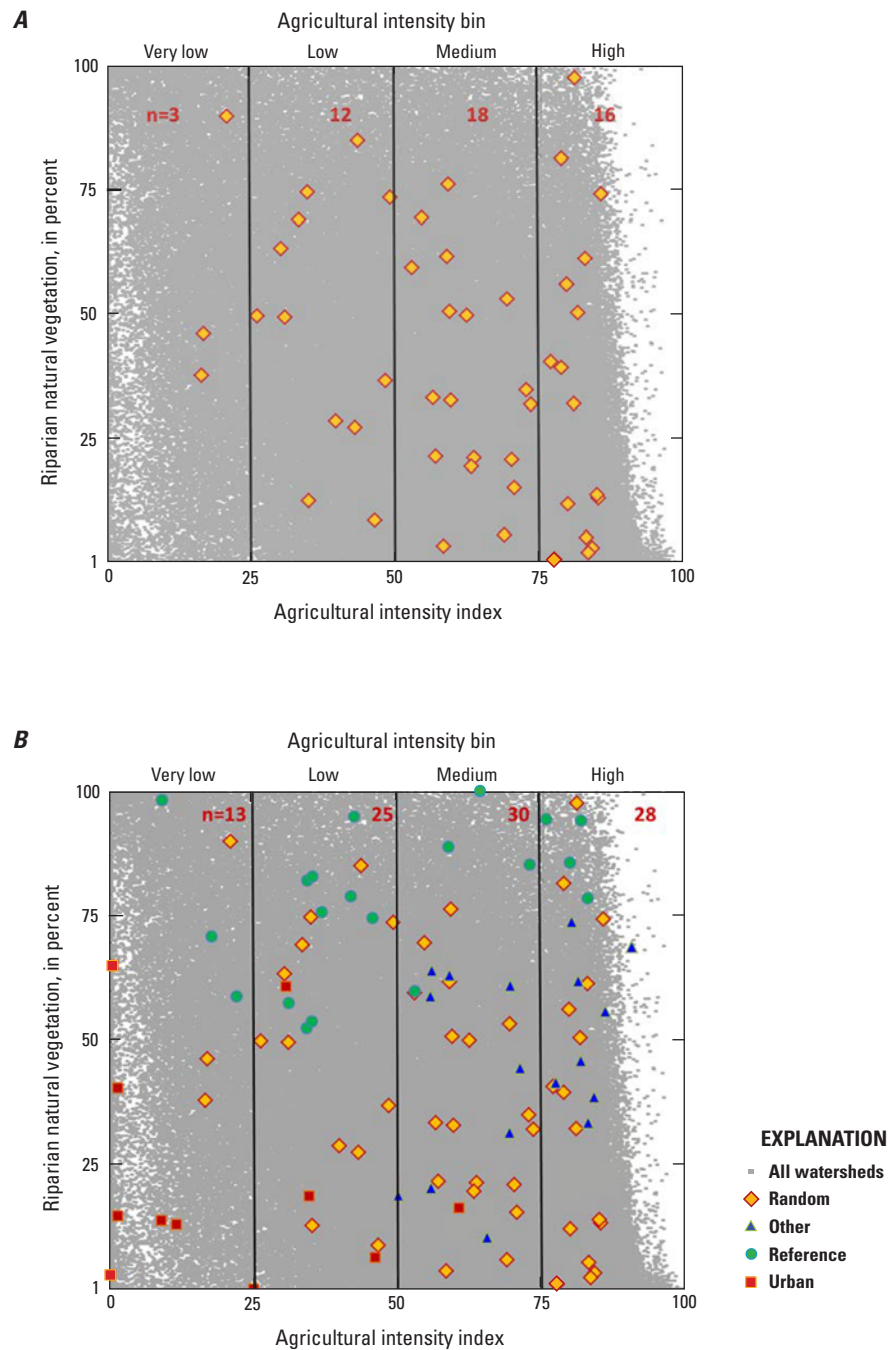 A
Agricultural intensity bin
Very low Low Medium High
100
n=3 12 18 16
75
50
25
1
Riparian natural vegetation, in percent
0 25 50 75 100
Agricultural intensity index
B
Agricultural intensity bin
Very low Low Medium High
100
n=13 25 30 28
75
50
25
1
Riparian natural vegetation, in percent
0 25 50 75 100
Agricultural intensity index
EXPLANATION
All watersheds
Random
Other
Reference
Urban